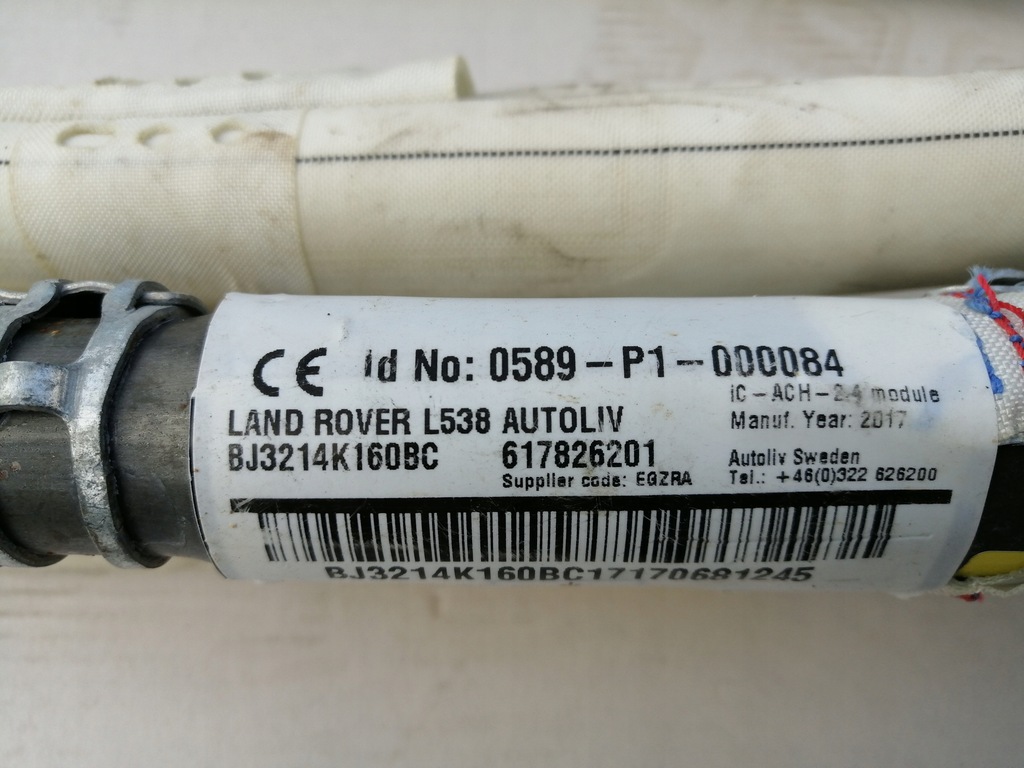 CE Id No: 0589-P1-000084
IC-ACH-2.4 module
LAND ROVER L538 AUTOLIV
Manuf. Year: 2017
BJ3214K160BC 617826201
Autoliv Sweden
Supplier code: EGZRA
Tel.: +46(0)322 626200
BJ3214K160BC17170681245